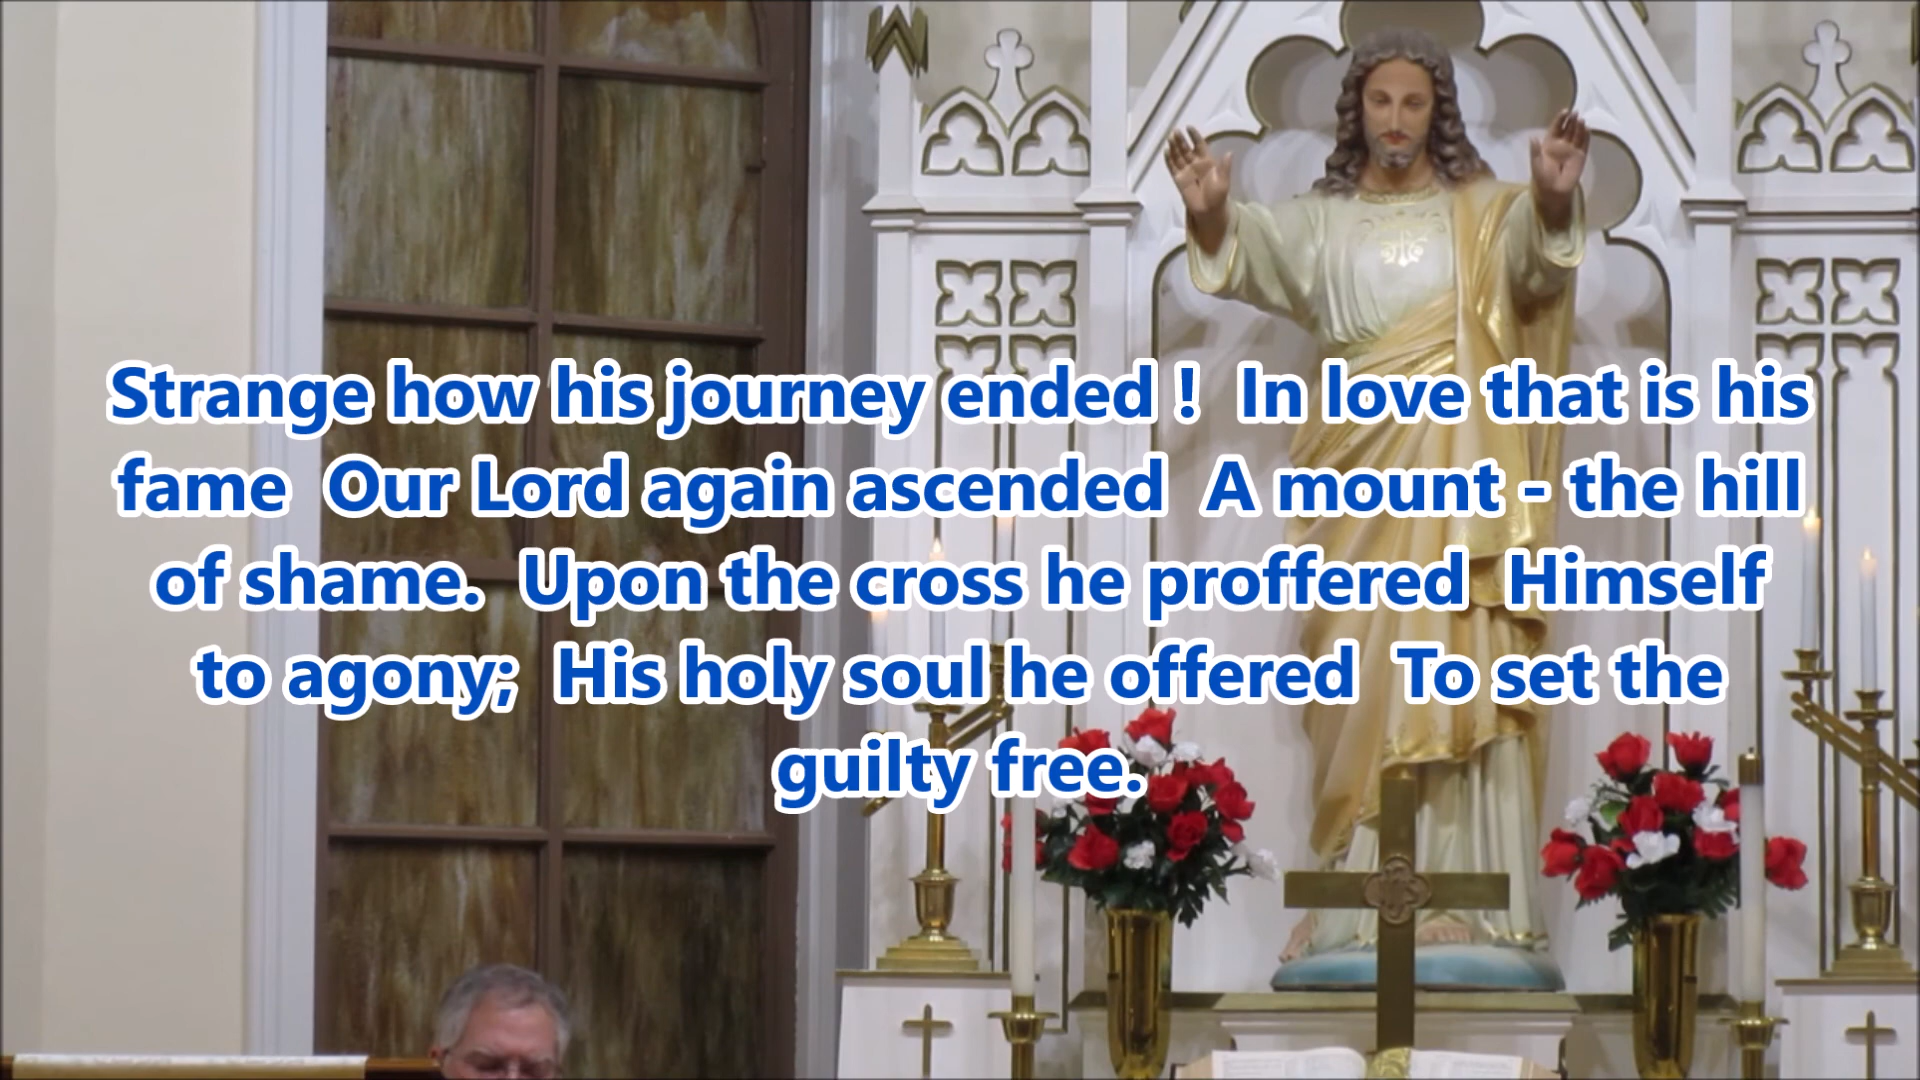 Strange how his journey ended !  In love that is his
fame  Our Lord again ascended  A mount - the hill
of shame.  Upon the cross he proffered  Himself
to agony;  His holy soul he offered  To set the
guilty free.